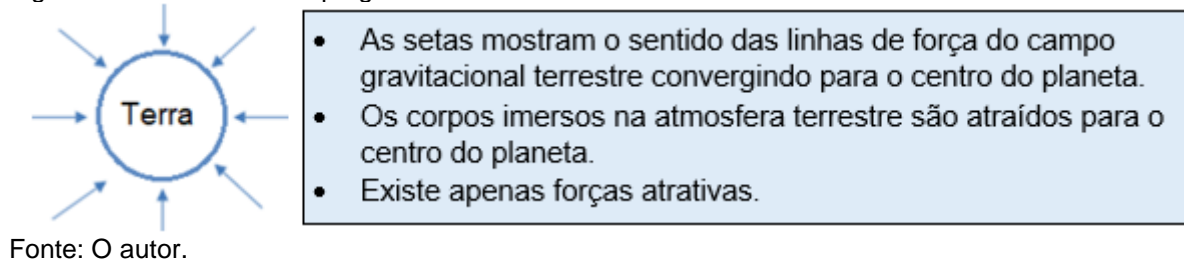 Terra
• As setas mostram o sentido das linhas de força do campo
gravitacional terrestre convergindo para o centro do planeta.
• Os corpos imersos na atmosfera terrestre são atraídos para o
centro do planeta.
• Existe apenas forças atrativas.
Fonte: O autor.